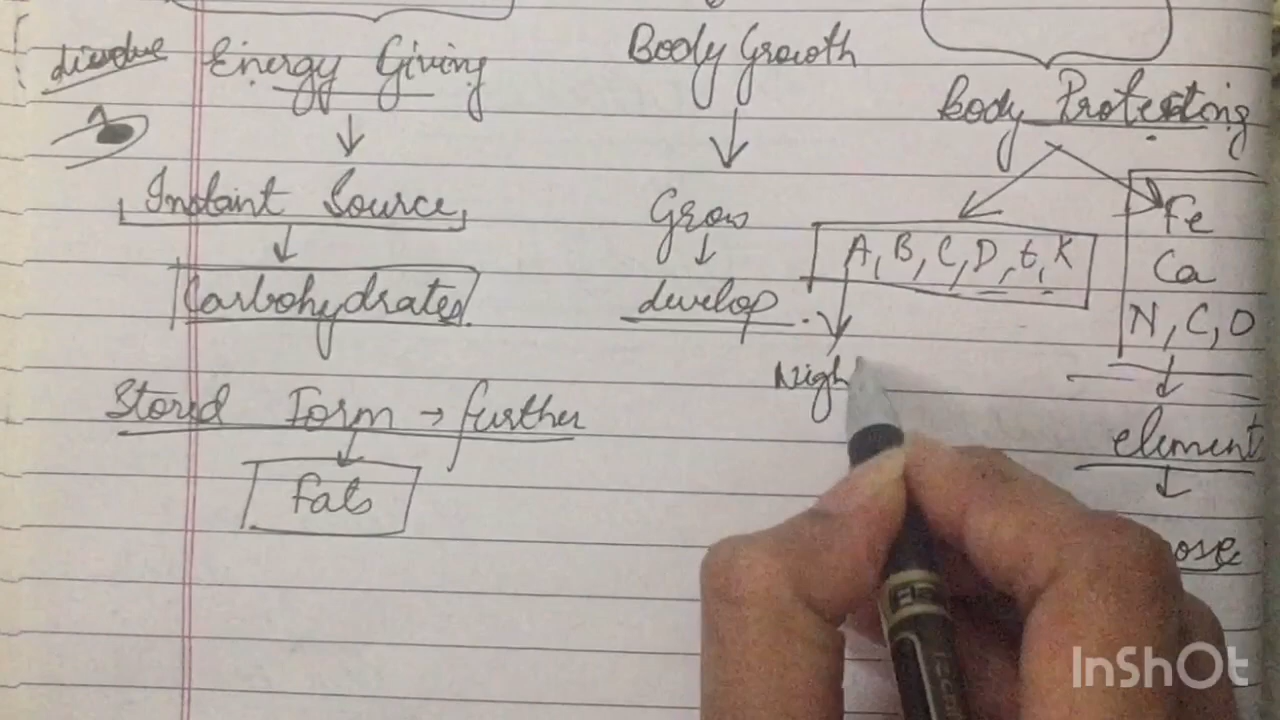 Energy Giving
Instant Source
Carbohydrates
Stored Form → further
Fats
Body Growth
Grow
develop
Body Protecting
A, B, C, D, E, K
Nigh
Fe
Ca
N, C, O
element
InShOt